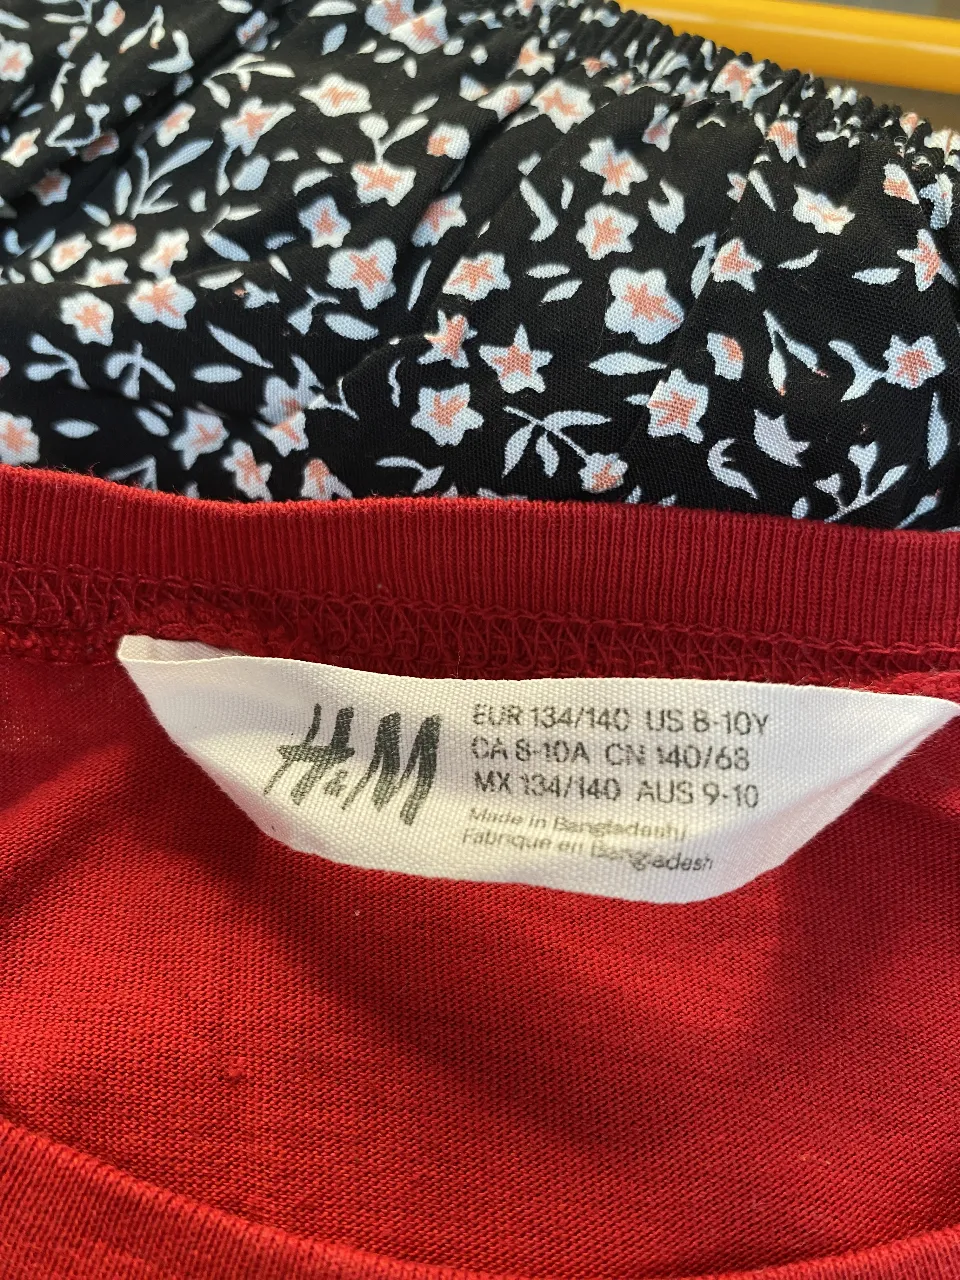 H&M
EUR 134/140 US 8-10Y
CA 8-10A CN 140/68
MX 134/140 AUS 9-10
Made in Bangladesh/
Fabriqué en Bangladesh